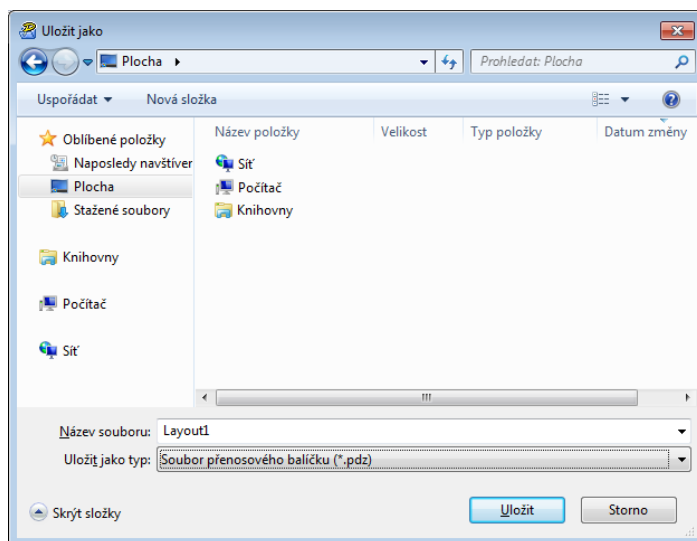 Uložit jako
Plocha
Prohledat: Plocha
Uspořádat Nová složka
Oblíbené položky
Naposledy navštíver
Plocha
Stažené soubory
Knihovny
Počítač
Síť
Název položky Velikost Typ položky Datum změny
Síť
Počítač
Knihovny
Název souboru: Layout1
Uložit jako typ: Soubor přenosového balíčku (*.pdz)
Skrýt složky Uložit Storno